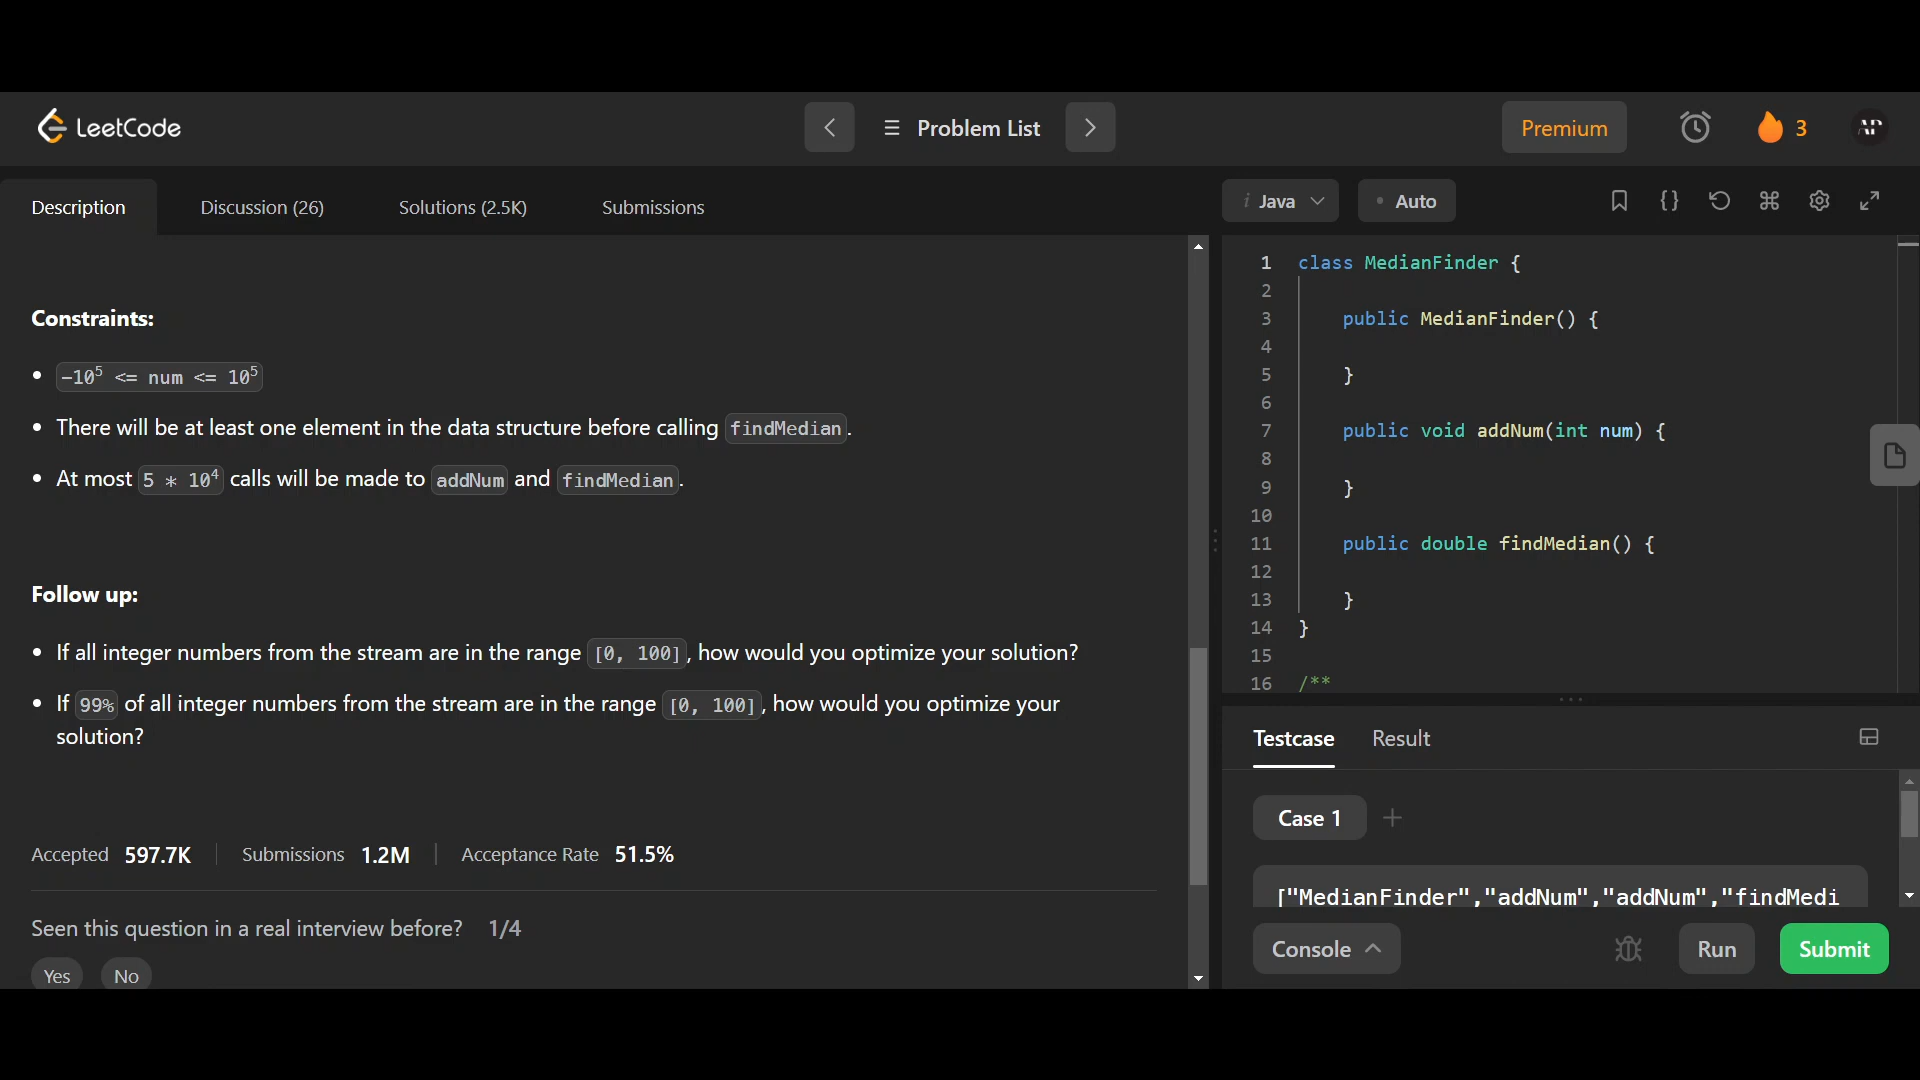 LeetCode
Problem List
Premium
3
Description
Discussion (26)
Solutions (2.5K)
Submissions
Constraints:
• -10⁵ <= num <= 10⁵
• There will be at least one element in the data structure before calling findMedian.
• At most 5 * 10⁴ calls will be made to addNum and findMedian.
Follow up:
• If all integer numbers from the stream are in the range [0, 100], how would you optimize your solution?
• If 99% of all integer numbers from the stream are in the range [0, 100], how would you optimize your
solution?
Accepted 597.7K
Submissions 1.2M
Acceptance Rate 51.5%
Seen this question in a real interview before? 1/4
Yes
No
i Java
• Auto
{}
1 class MedianFinder {
2
3 public MedianFinder() {
4
5 }
6
7 public void addNum(int num) {
8
9 }
10
11 public double findMedian() {
12
13 }
14 }
15
16 /**
Testcase
Result
Case 1
+
["MedianFinder","addNum","addNum","findMedi
Console
Run
Submit